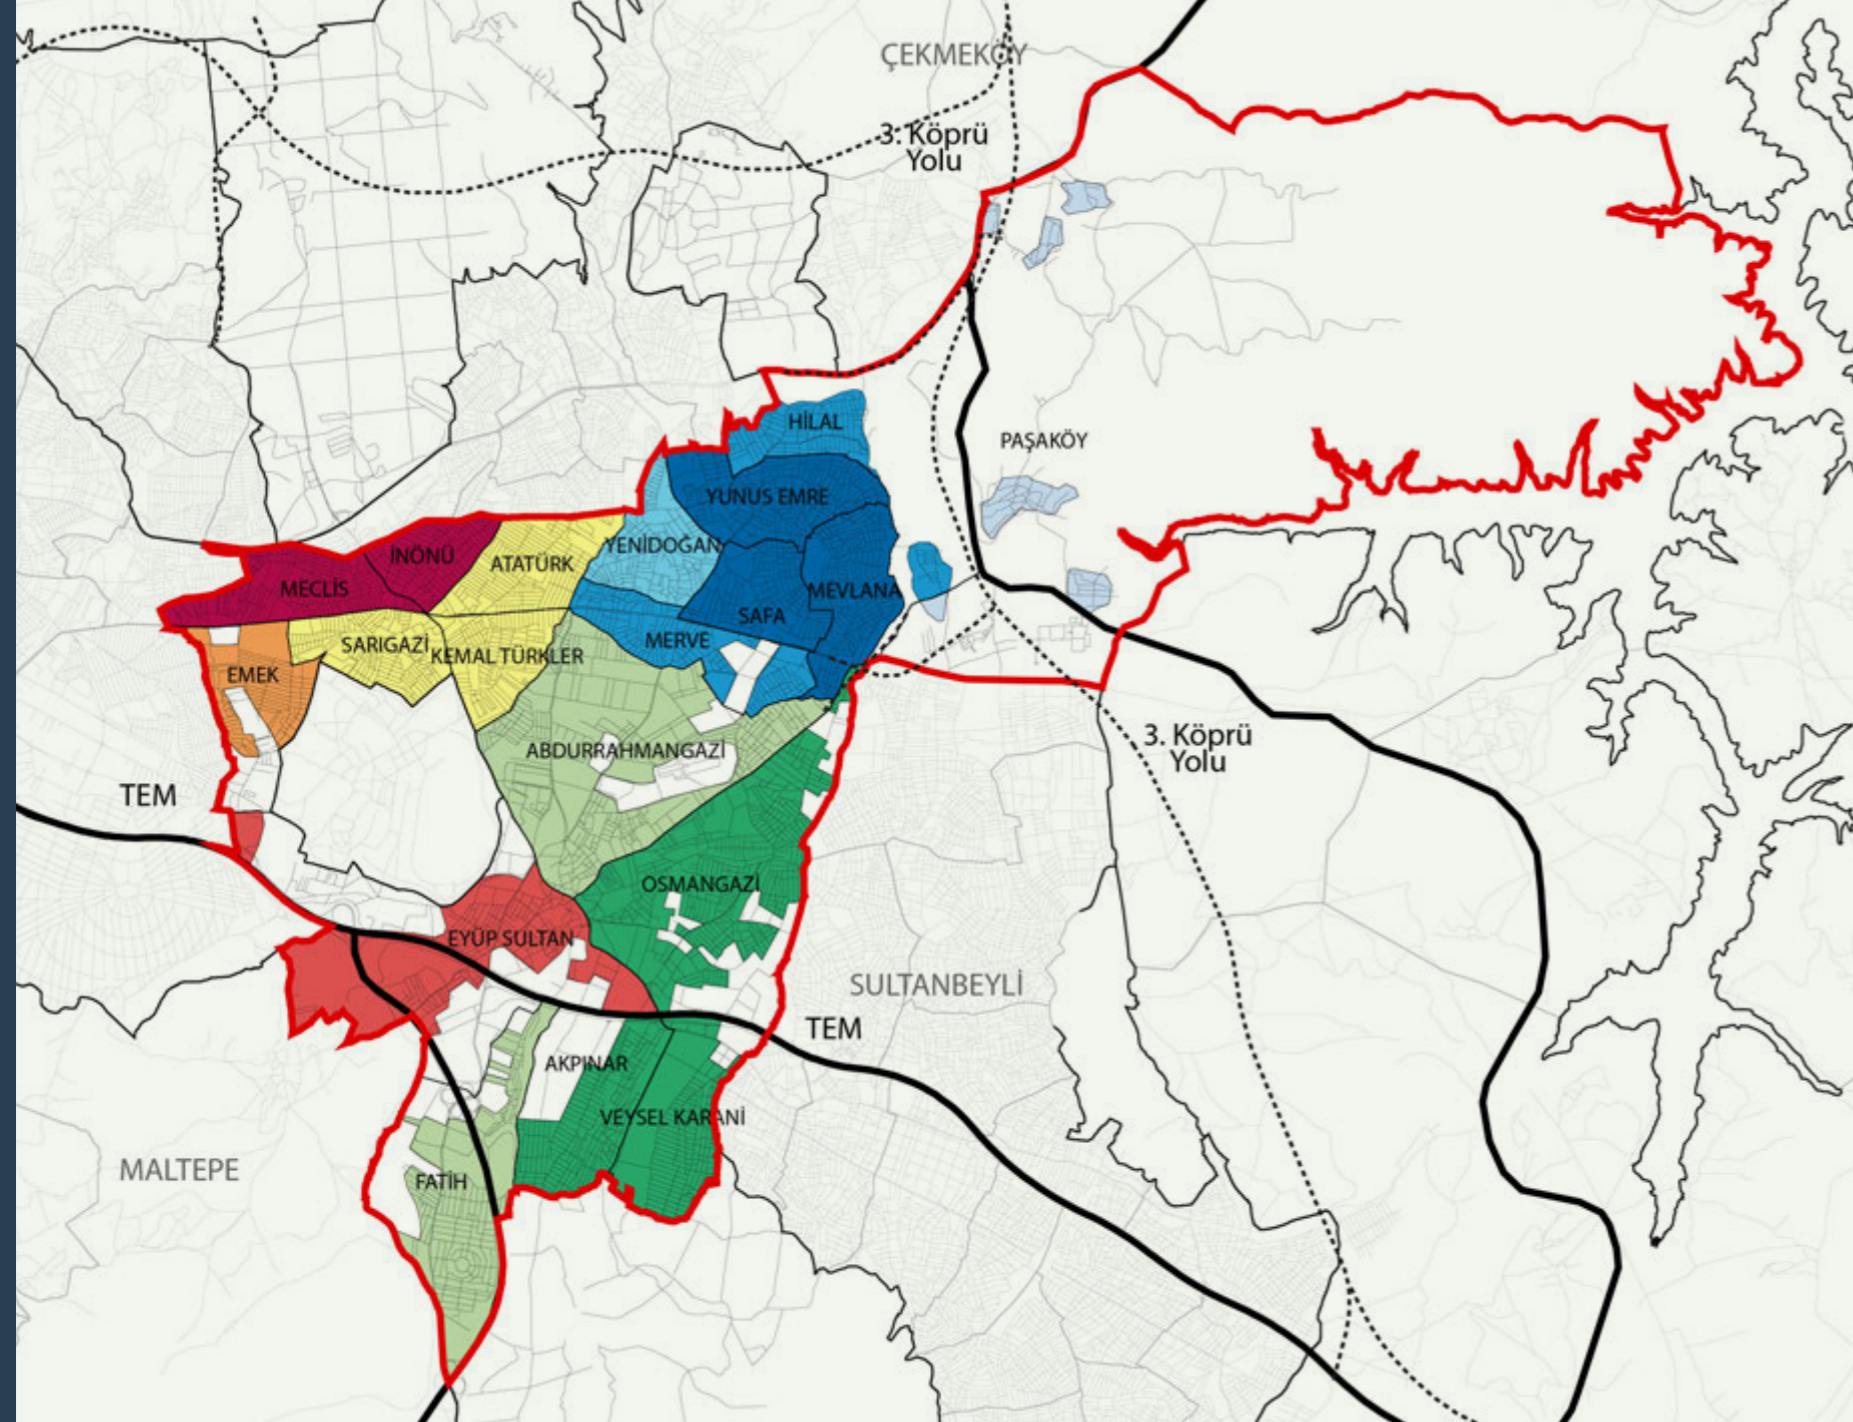 ÇEKMEKÖY
3. Köprü
Yolu
HİLAL
PAŞAKÖY
YUNUS EMRE
YENİDOĞAN
İNÖNÜ
ATATÜRK
MECLİS
MEVLANA
SAFA
SARIGAZİ
MERVE
KEMAL TÜRKLER
EMEK
3. Köprü
Yolu
ABDURRAHMANGAZİ
TEM
OSMANGAZİ
EYÜP SULTAN
SULTANBEYLİ
TEM
AKPINAR
VEYSEL KARANİ
MALTEPE
FATİH